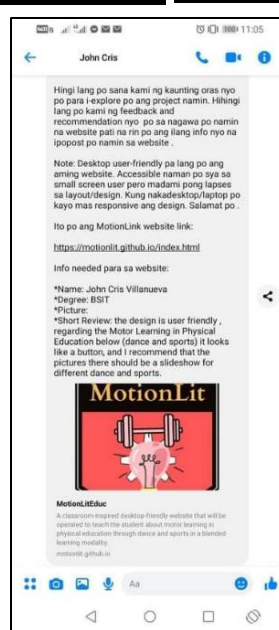 11:05
John Cris
Hingi lang po sana kami ng kaunting oras nyo
po para i-explore po ang project namin. Hihingi
lang po kami ng feedback and
recommendation nyo po sa nagawa po namin
na website pati na rin po ang ilang info nyo na
ipopost po namin sa website .
Note: Desktop user-friendly pa lang po ang
aming website. Accessible naman po sya sa
small screen user pero madami pong lapses
sa layout/design. Kung nakadesktop/laptop po
kayo mas responsive ang design. Salamat po .
Ito po ang MotionLink website link:
https://motionlit.github.io/index.html
Info needed para sa website:
*Name: John Cris Villanueva
*Degree: BSIT
*Picture:
*Short Review: the design is user friendly ,
regarding the Motor Learning in Physical
Education below (dance and sports) it looks
like a button, and I recommend that the
pictures there should be a slideshow for
different dance and sports.
MotionLit
MotionLitEduc
A classroom-inspired desktop-friendly website that will be
operated to teach the student about motor learning in
physical education through dance and sports in a blended
learning modality.
motionlit.github.io
Aa